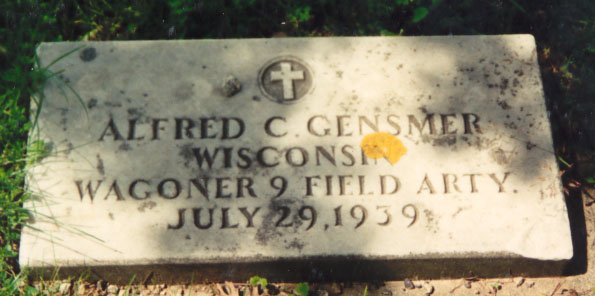 ALFRED C. GENSMER
WISCONSIN
WAGONER 9 FIELD ARTY.
JULY 29, 1939